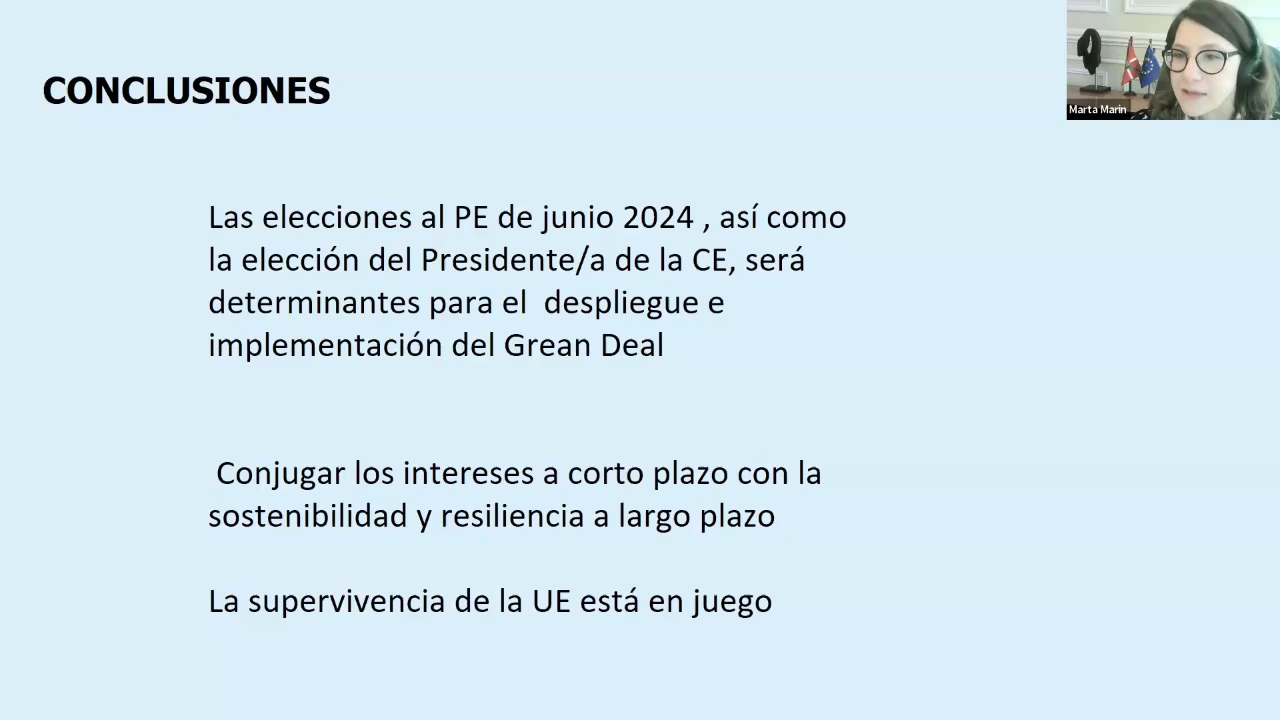 CONCLUSIONES
Marta Marin
Las elecciones al PE de junio 2024 , así como
la elección del Presidente/a de la CE, será
determinantes para el  despliegue e
implementación del Grean Deal
Conjugar los intereses a corto plazo con la
sostenibilidad y resiliencia a largo plazo
La supervivencia de la UE está en juego